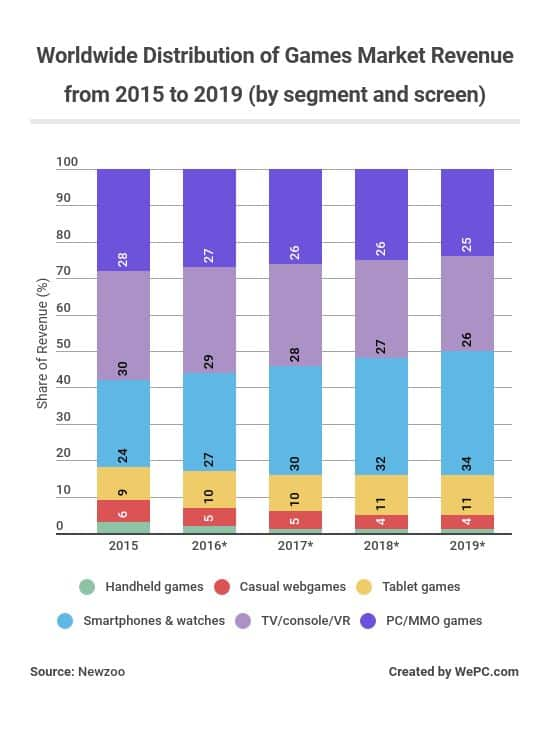 Worldwide Distribution of Games Market Revenue
from 2015 to 2019 (by segment and screen)
Share of Revenue (%)
100
90
80
70
60
50
40
30
20
10
0
28 27 26 26 25
30 29 28 27 26
24 27 30 32 34
9 10 10 11 11
6 5 5 4 4
2015 2016* 2017* 2018* 2019*
Handheld games Casual webgames Tablet games
Smartphones & watches TV/console/VR PC/MMO games
Source: Newzoo Created by WePC.com